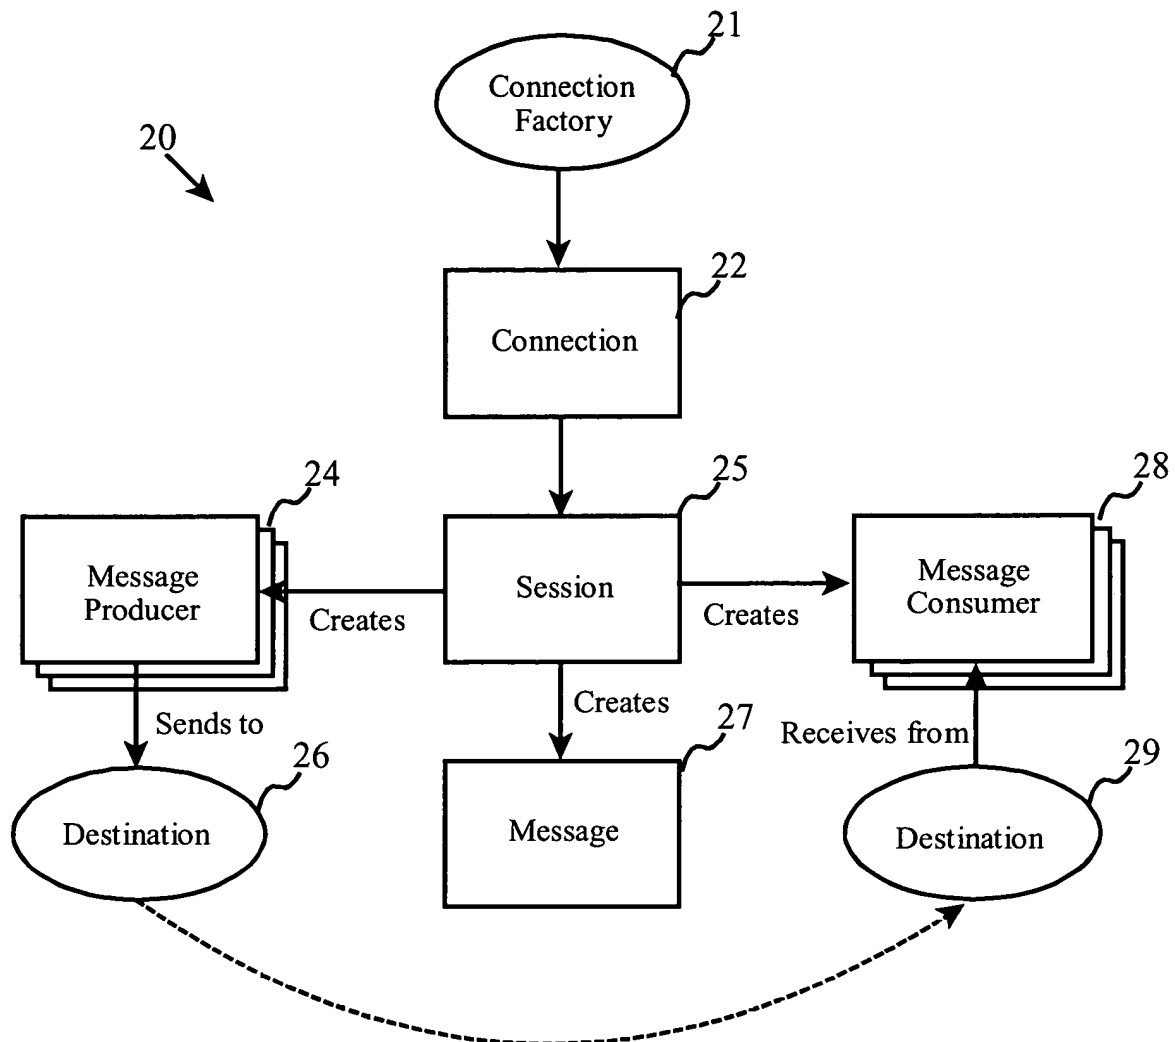 21
Connection
Factory
20
22
Connection
24
25
28
Message
Producer
Session
Message
Consumer
Creates
Creates
Sends to
Creates
Receives from
26
27
29
Destination
Message
Destination